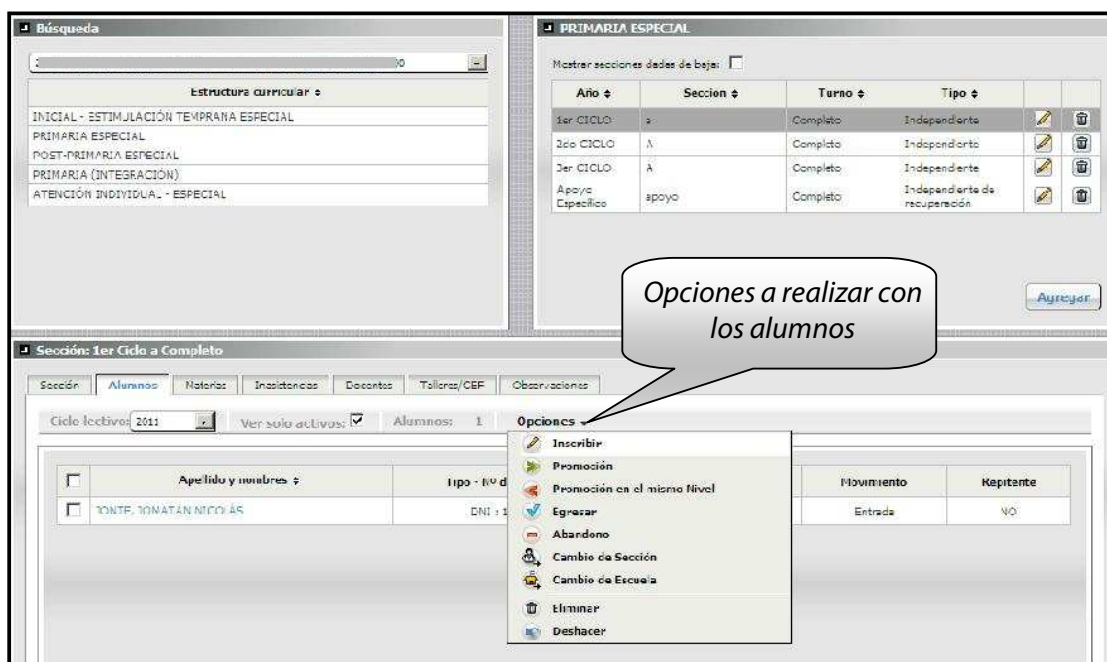 Búsqueda
Estructura curricular
INICIAL - ESTIMULACIÓN TEMPRANA ESPECIAL
PRIMARIA ESPECIAL
POST-PRIMARIA ESPECIAL
PRIMARIA (INTEGRACIÓN)
ATENCIÓN INDIVIDUAL - ESPECIAL
PRIMARIA ESPECIAL
Mostrar secciones dadas de baja:
Año Seccion Turno Tipo
1er CICLO a Completo Independiente
2do CICLO A Completo Independiente
3er CICLO A Completo Independiente
Apoyo Específico apoyo Completo Independiente de recuperación
Agregar
Opciones a realizar con
los alumnos
Sección: 1er Ciclo a Completo
Sección Alumnos Materias Inasistencias Docentes Talleres/CEF Observaciones
Ciclo lectivo: 2011 Ver solo activos: Alumnos: 1 Opciones
Apellido y nombres Tipo - Nº d Movimiento Repitente
JONATÁN NICOLÁS DNI : 1 Entrada NO
Inscribir
Promoción
Promoción en el mismo Nivel
Egresar
Abandono
Cambio de Sección
Cambio de Escuela
Eliminar
Deshacer